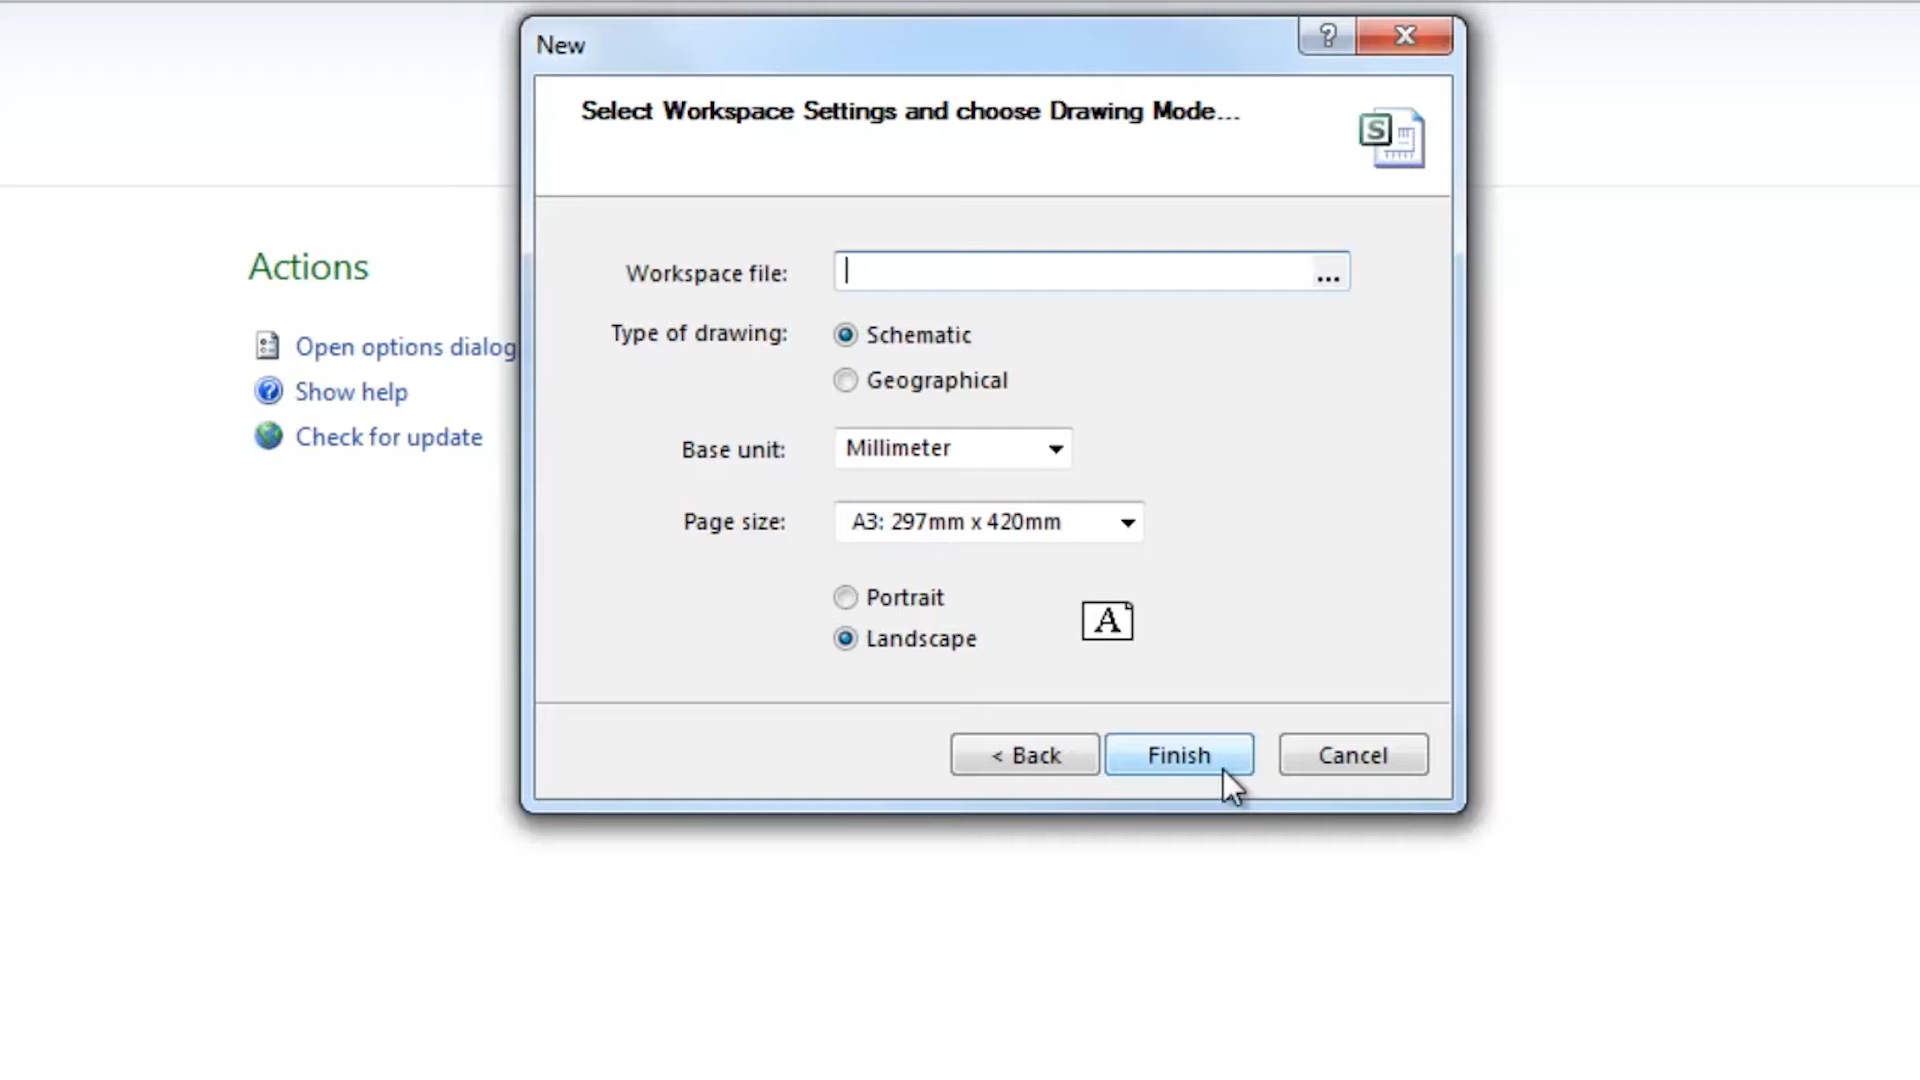 New
?
X
Select Workspace Settings and choose Drawing Mode...
S
Workspace file:
...
Type of drawing:
Schematic
Geographical
Base unit:
Millimeter
Page size:
A3: 297mm x 420mm
Portrait
Landscape
A
< Back
Finish
Cancel
Actions
Open options dialog
Show help
Check for update